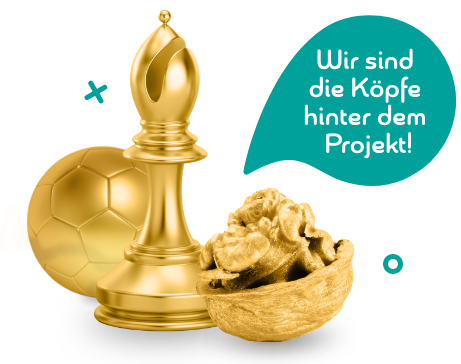 Wir sind
die Köpfe
hinter dem
Projekt!